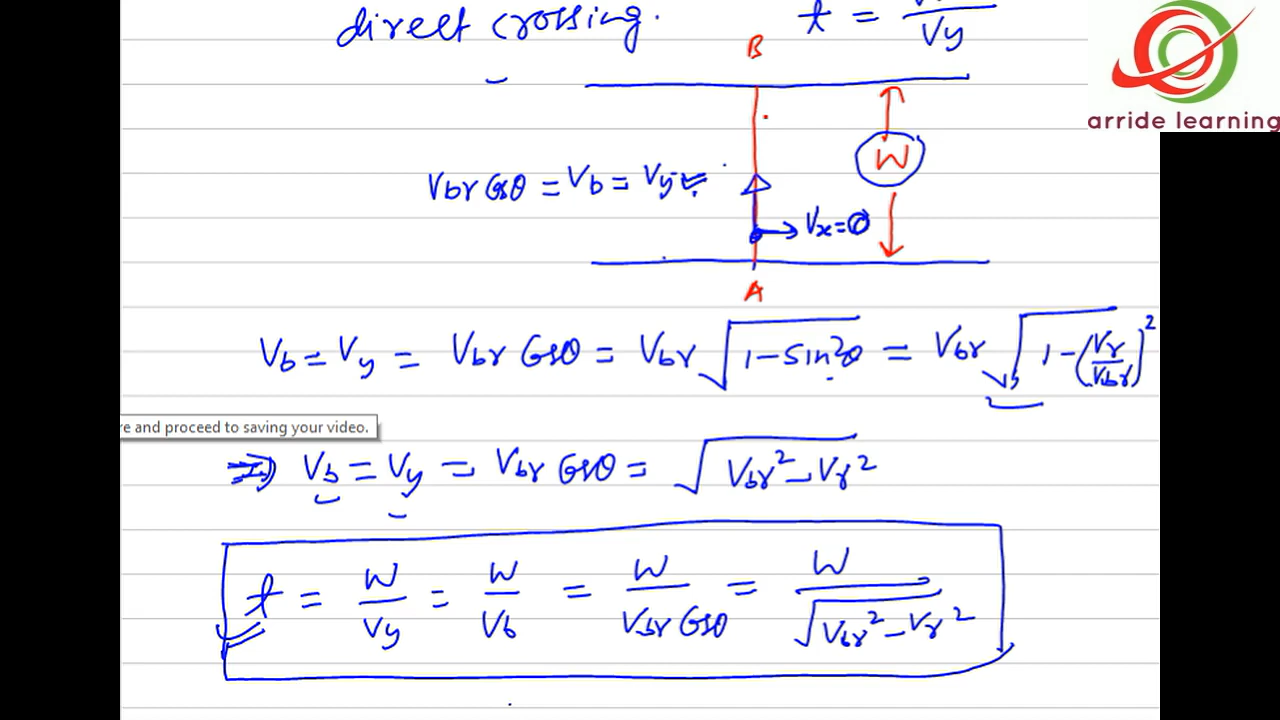 direct crossing. t = W/Vy
B
W
Vbr Cosθ = Vb = Vy
Vx=0
A
Vb = Vy = Vbr Cosθ = Vbr √(1-Sin²θ) = Vbr √(1-(Vr/Vbr)²)
e and proceed to saving your video.
⇒ Vb = Vy = Vbr Cosθ = √(Vbr² - Vr²)
t = W/Vy = W/Vb = W/(Vbr Cosθ) = W/√(Vbr² - Vr²)
arride learning